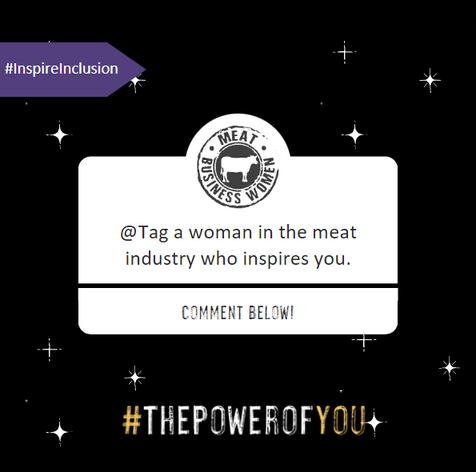 #InspireInclusion
MEAT
BUSINESS WOMEN
@Tag a woman in the meat
industry who inspires you.
COMMENT BELOW!
#THEPOWEROFYOU